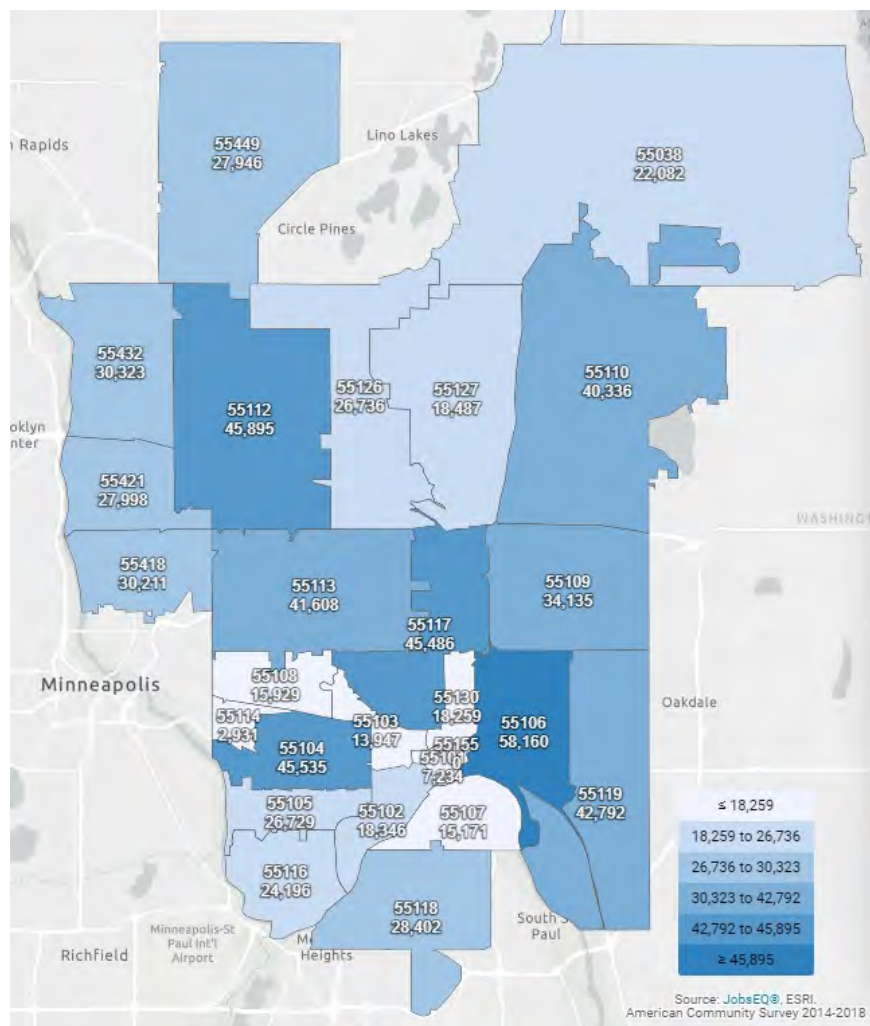 55449
27,946
Rapids
Lino Lakes
55038
22,082
Circle Pines
55432
30,323
55126
26,736
55127
18,487
55110
40,336
55112
45,895
oklyn
nter
55421
27,998
WASHING
55418
30,211
55113
41,608
55109
34,135
55117
45,486
Minneapolis
55108
15,929
55130
18,259
Oakdale
55114
2,931
55103
13,947
55106
58,160
55104
45,535
55155
0
7,234
55119
42,792
55105
26,729
55102
18,346
55107
15,171
55116
24,196
55118
28,402
Minneapolis-St
Paul Int'l
Airport
Richfield
Heights
South
Paul
≤ 18,259
18,259 to 26,736
26,736 to 30,323
30,323 to 42,792
42,792 to 45,895
≥ 45,895
Source: JobsEQ®, ESRI.
American Community Survey 2014-2018